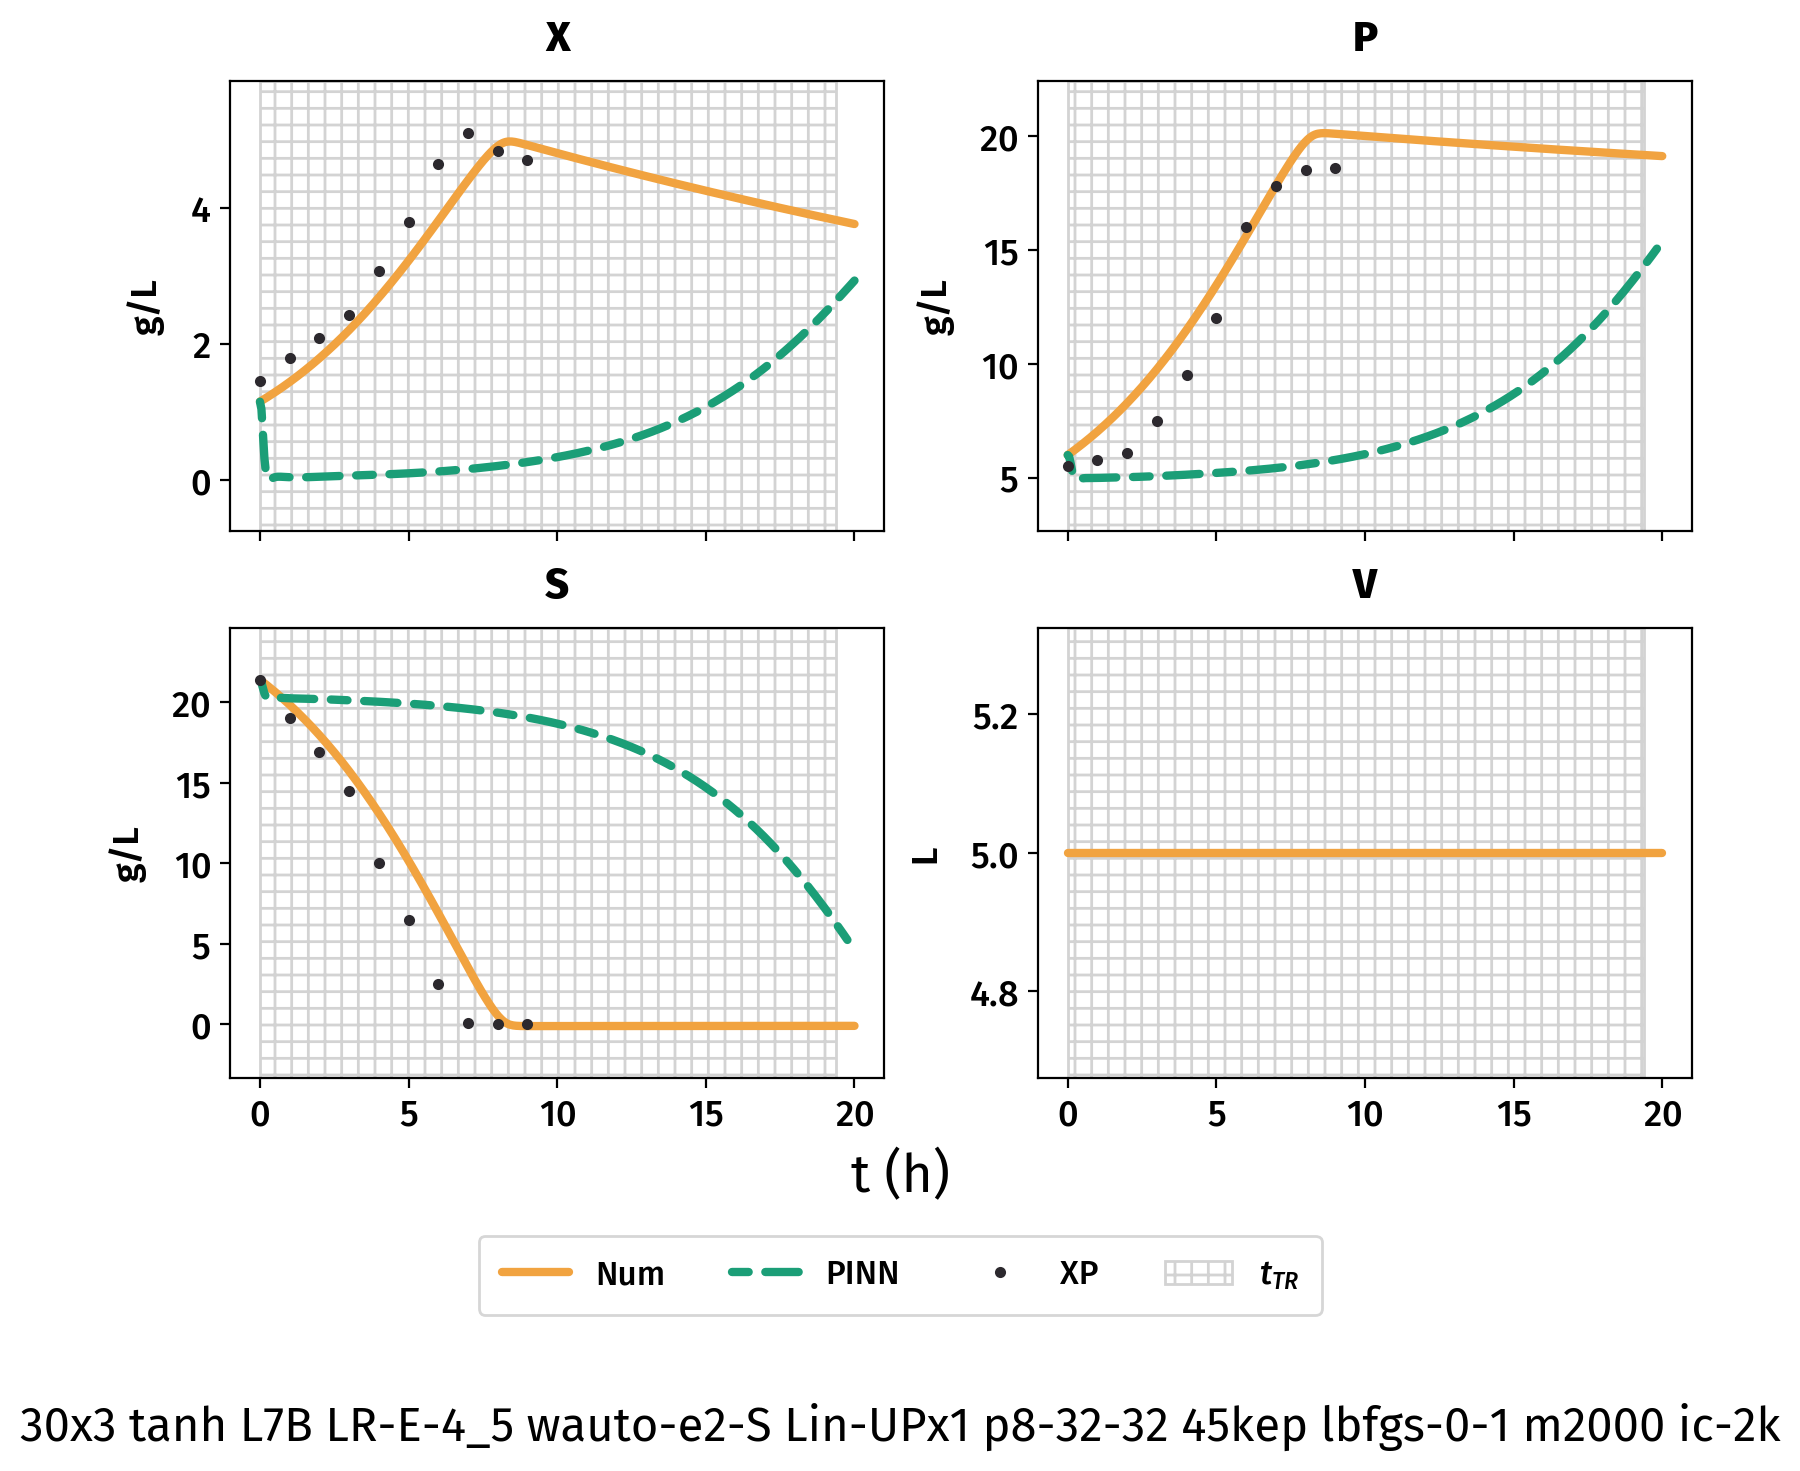 X
P
g/L
4
2
0
g/L
20
15
10
5
S
V
g/L
20
15
10
5
0
L
5.2
5.0
4.8
0 5 10 15 20
0 5 10 15 20
t (h)
Num PINN XP tTR
30x3 tanh L7B LR-E-4_5 wauto-e2-S Lin-UPx1 p8-32-32 45kep lbfgs-0-1 m2000 ic-2k